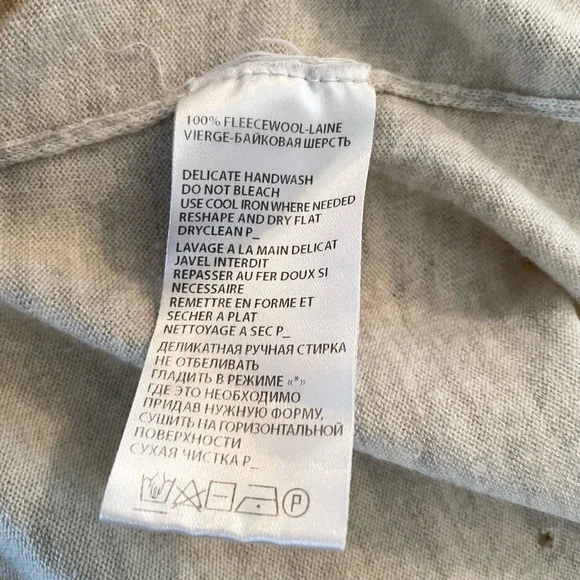 100% FLEECEWOOL-LAINE
VIERGE-БАЙКОВАЯ ШЕРСТЬ
DELICATE HANDWASH
DO NOT BLEACH
USE COOL IRON WHERE NEEDED
RESHAPE AND DRY FLAT
DRYCLEAN P_
LAVAGE A LA MAIN DELICAT
JAVEL INTERDIT
REPASSER AU FER DOUX SI
NECESSAIRE
REMETTRE EN FORME ET
SECHER A PLAT
NETTOYAGE A SEC P_
ДЕЛИКАТНАЯ РУЧНАЯ СТИРКА
НЕ ОТБЕЛИВАТЬ
ГЛАДИТЬ В РЕЖИМЕ «*»
ГДЕ ЭТО НЕОБХОДИМО
ПРИДАВ НУЖНУЮ ФОРМУ,
СУШИТЬ НА ГОРИЗОНТАЛЬНОЙ
ПОВЕРХНОСТИ
СУХАЯ ЧИСТКА P_
P